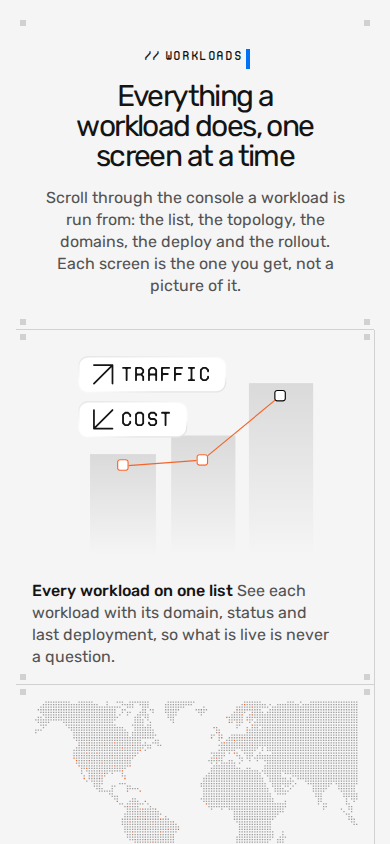 // WORKLOADS
Everything a
workload does, one
screen at a time
Scroll through the console a workload is
run from: the list, the topology, the
domains, the deploy and the rollout.
Each screen is the one you get, not a
picture of it.
TRAFFIC
COST
Every workload on one list See each
workload with its domain, status and
last deployment, so what is live is never
a question.